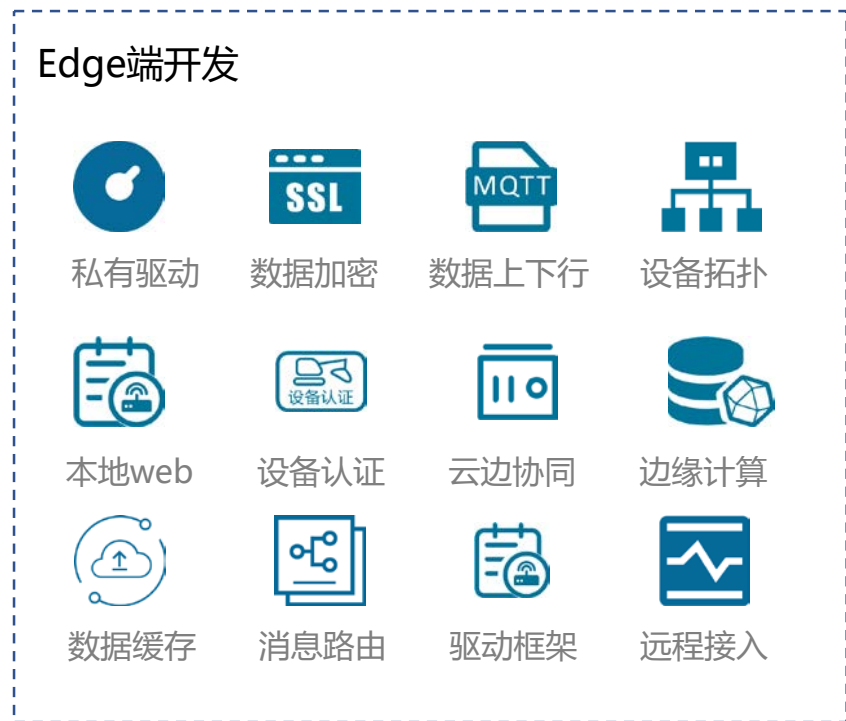 Edge端开发
SSL
MQTT
私有驱动
数据加密
数据上下行
设备拓扑
设备认证
本地web
设备认证
云边协同
边缘计算
数据缓存
消息路由
驱动框架
远程接入